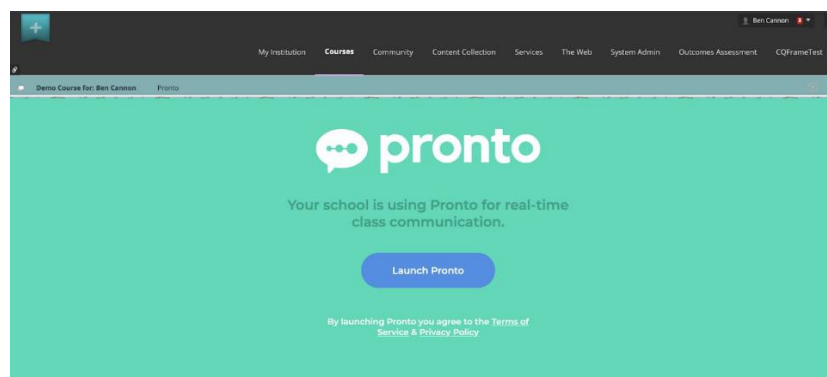 Ben Cannon 3
My Institution Courses Community Content Collection Services The Web System Admin Outcomes Assessment CQFrameTest
Demo Course for: Ben Cannon Pronto
pronto
Your school is using Pronto for real-time
class communication.
Launch Pronto
By launching Pronto you agree to the Terms of
Service & Privacy Policy